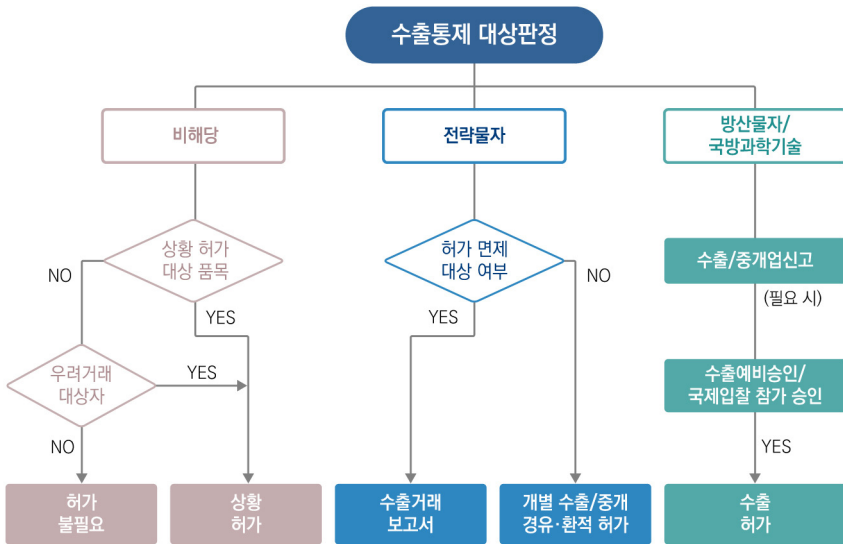 수출통제 대상판정
비해당
전략물자
방산물자/
국방과학기술
상황 허가
대상 품목
허가 면제
대상 여부
수출/중개업신고
NO
NO
(필요 시)
YES
YES
우려거래
대상자
YES
수출예비승인/
국제입찰 참가 승인
NO
YES
허가
불필요
상황
허가
수출거래
보고서
개별 수출/중개
경유·환적 허가
수출
허가